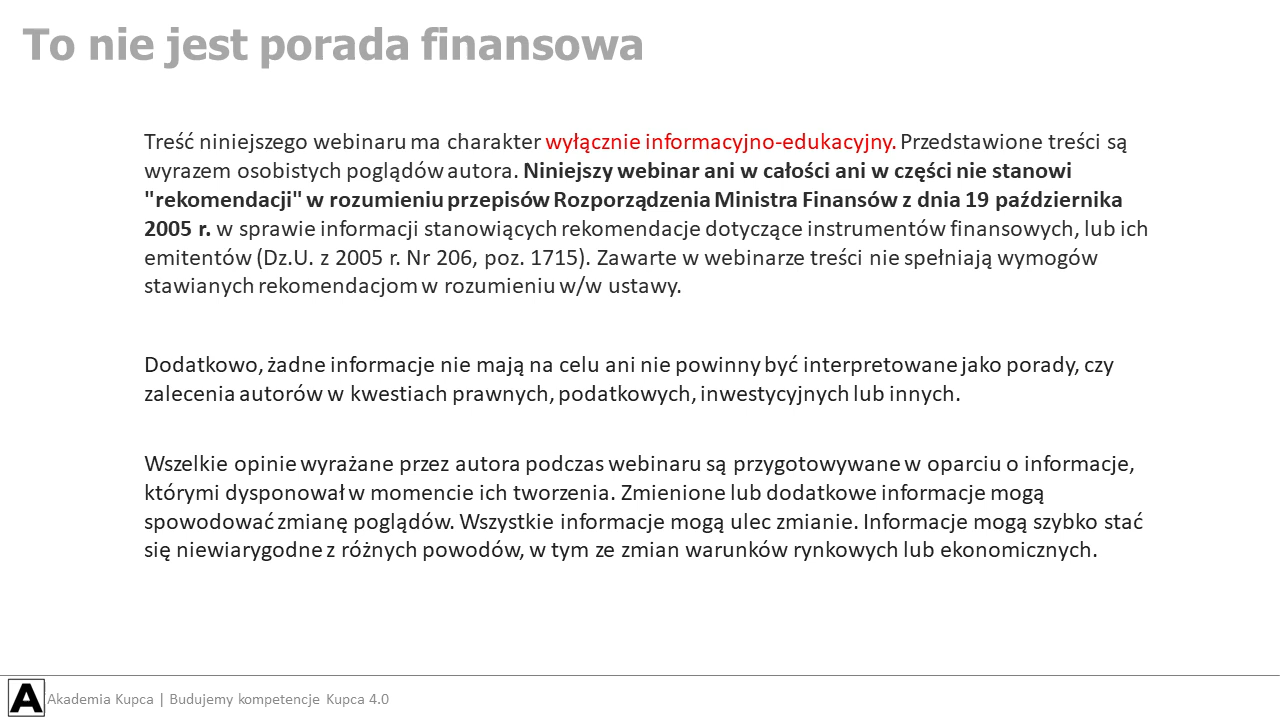 To nie jest porada finansowa
Treść niniejszego webinaru ma charakter wyłącznie informacyjno-edukacyjny. Przedstawione treści są
wyrazem osobistych poglądów autora. Niniejszy webinar ani w całości ani w części nie stanowi
"rekomendacji" w rozumieniu przepisów Rozporządzenia Ministra Finansów z dnia 19 października
2005 r. w sprawie informacji stanowiących rekomendacje dotyczące instrumentów finansowych, lub ich
emitentów (Dz.U. z 2005 r. Nr 206, poz. 1715). Zawarte w webinarze treści nie spełniają wymogów
stawianych rekomendacjom w rozumieniu w/w ustawy.
Dodatkowo, żadne informacje nie mają na celu ani nie powinny być interpretowane jako porady, czy
zalecenia autorów w kwestiach prawnych, podatkowych, inwestycyjnych lub innych.
Wszelkie opinie wyrażane przez autora podczas webinaru są przygotowywane w oparciu o informacje,
którymi dysponował w momencie ich tworzenia. Zmienione lub dodatkowe informacje mogą
spowodować zmianę poglądów. Wszystkie informacje mogą ulec zmianie. Informacje mogą szybko stać
się niewiarygodne z różnych powodów, w tym ze zmian warunków rynkowych lub ekonomicznych.
A Akademia Kupca | Budujemy kompetencje Kupca 4.0